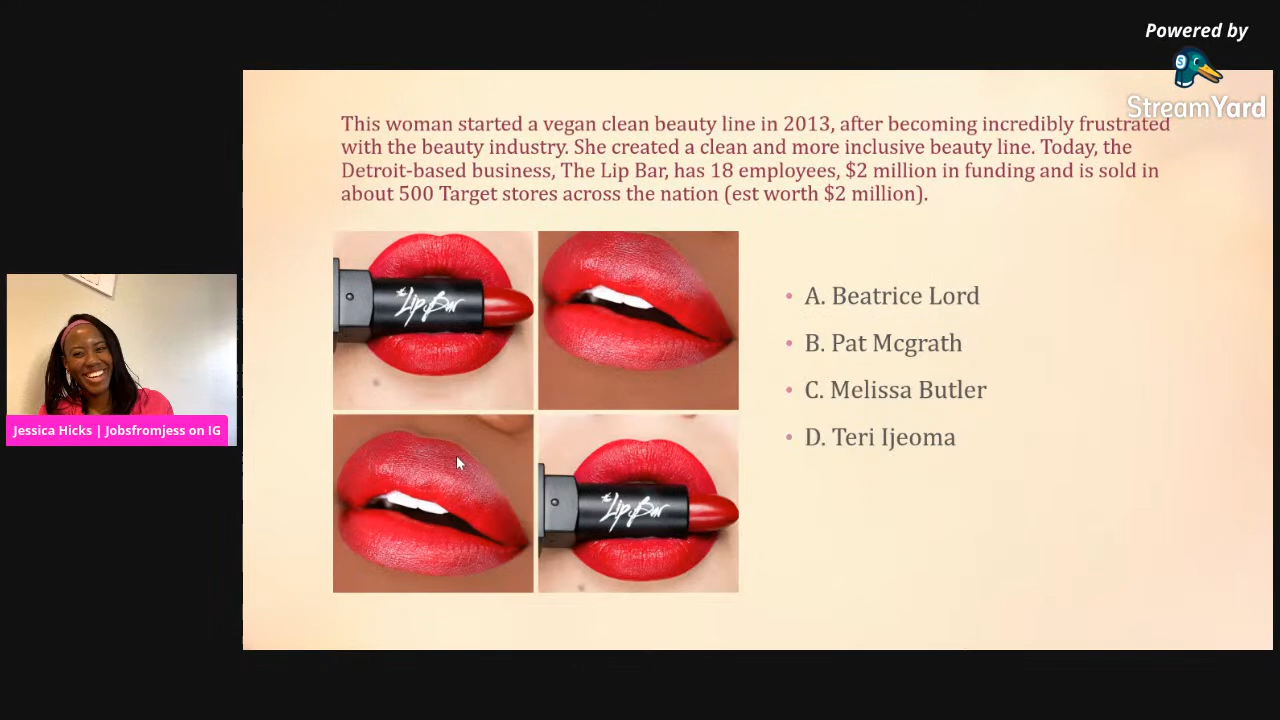 Powered by
StreamYard
This woman started a vegan clean beauty line in 2013, after becoming incredibly frustrated
with the beauty industry. She created a clean and more inclusive beauty line. Today, the
Detroit-based business, The Lip Bar, has 18 employees, $2 million in funding and is sold in
about 500 Target stores across the nation (est worth $2 million).
the Lip Bar
• A. Beatrice Lord
• B. Pat Mcgrath
• C. Melissa Butler
• D. Teri Ijeoma
Jessica Hicks | Jobsfromjess on IG
the Lip Bar